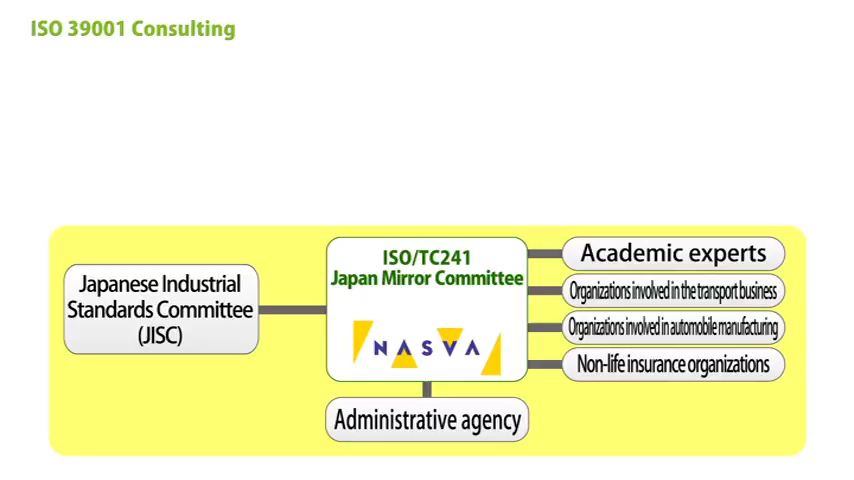 ISO 39001 Consulting
ISO/TC241
Japan Mirror Committee
NASVA
Japanese Industrial
Standards Committee
(JISC)
Academic experts
Organizations involved in the transport business
Organizations involved in automobile manufacturing
Non-life insurance organizations
Administrative agency